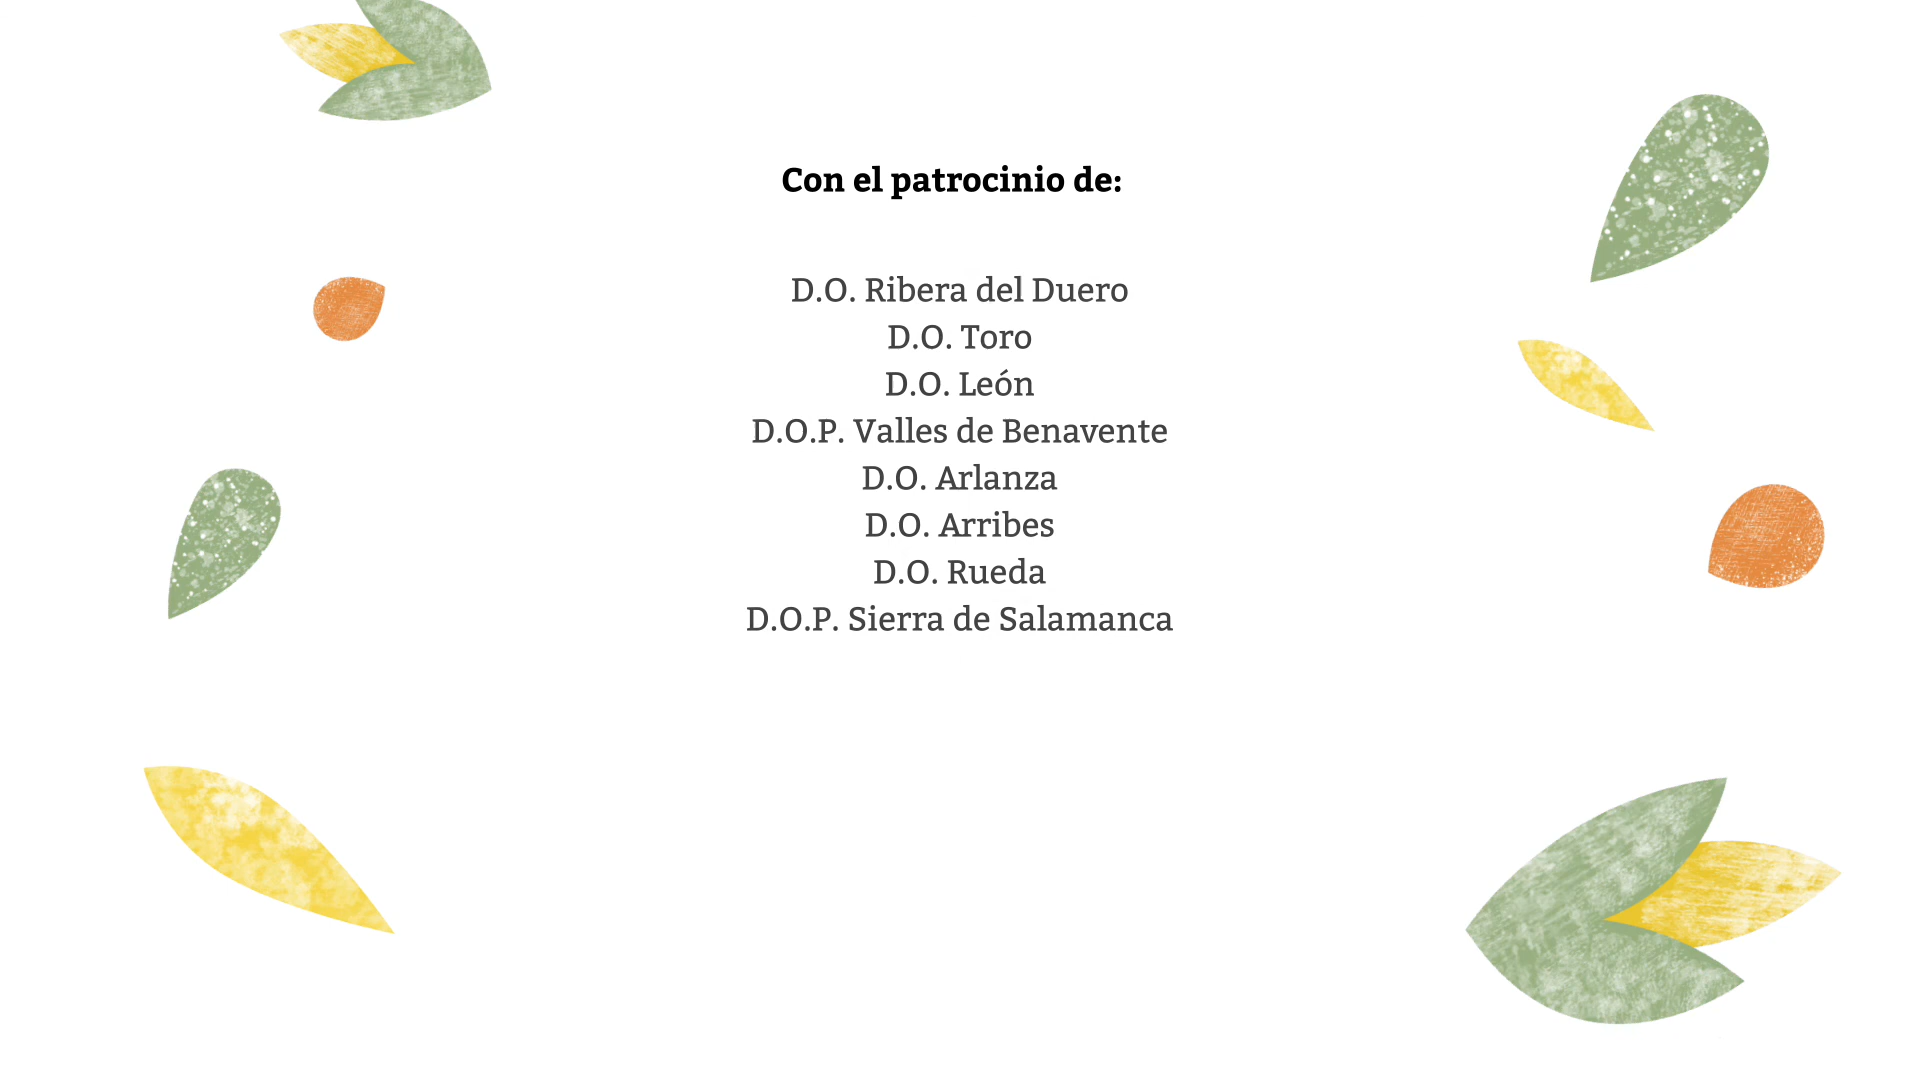 Con el patrocinio de:
D.O. Ribera del Duero
D.O. Toro
D.O. León
D.O.P. Valles de Benavente
D.O. Arlanza
D.O. Arribes
D.O. Rueda
D.O.P. Sierra de Salamanca